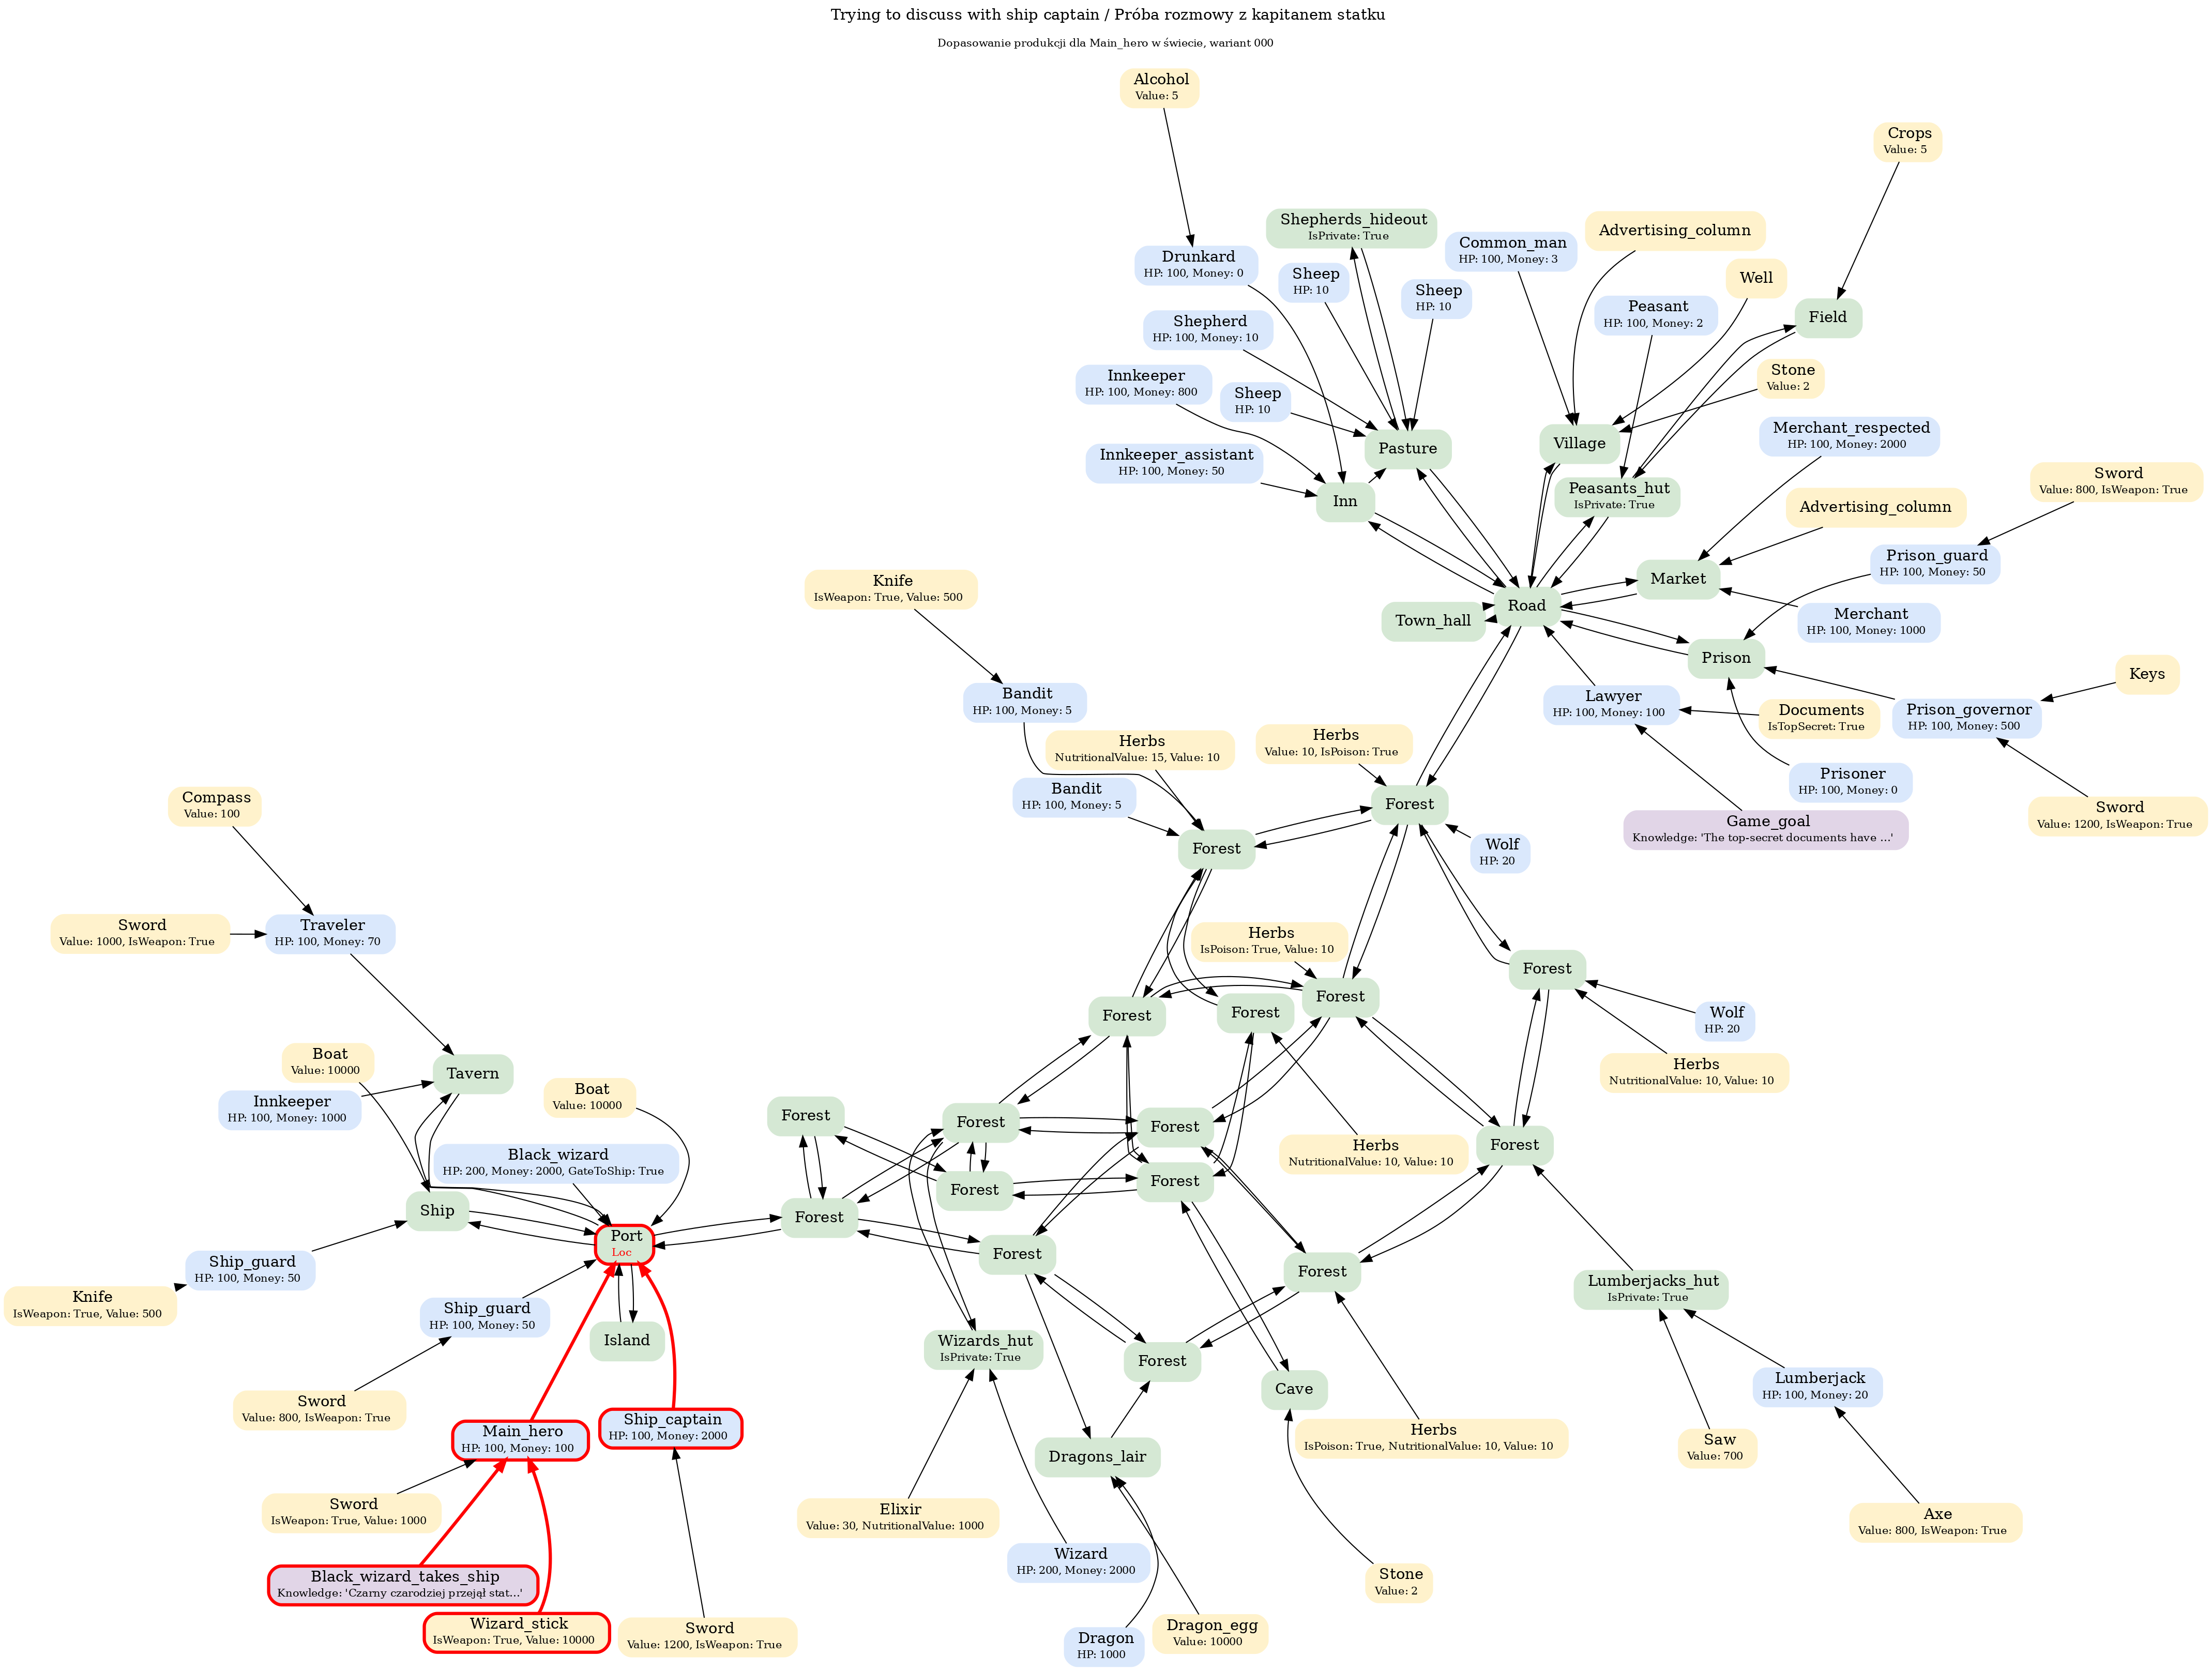 Trying to discuss with ship captain / Próba rozmowy z kapitanem statku
Dopasowanie produkcji dla Main_hero w świecie, wariant 000
Alcohol
Value: 5
Crops
Value: 5
Shepherds_hideout
IsPrivate: True
Common_man
HP: 100, Money: 3
Advertising_column
Drunkard
HP: 100, Money: 0
Sheep
HP: 10
Sheep
HP: 10
Well
Peasant
HP: 100, Money: 2
Field
Shepherd
HP: 100, Money: 10
Innkeeper
HP: 100, Money: 800
Sheep
HP: 10
Stone
Value: 2
Innkeeper_assistant
HP: 100, Money: 50
Pasture
Village
Merchant_respected
HP: 100, Money: 2000
Inn
Peasants_hut
IsPrivate: True
Sword
Value: 800, IsWeapon: True
Advertising_column
Prison_guard
HP: 100, Money: 50
Knife
IsWeapon: True, Value: 500
Market
Road
Town_hall
Merchant
HP: 100, Money: 1000
Prison
Keys
Bandit
HP: 100, Money: 5
Lawyer
HP: 100, Money: 100
Documents
IsTopSecret: True
Prison_governor
HP: 100, Money: 500
Herbs
NutritionalValue: 15, Value: 10
Herbs
Value: 10, IsPoison: True
Prisoner
HP: 100, Money: 0
Bandit
HP: 100, Money: 5
Compass
Value: 100
Forest
Game_goal
Knowledge: 'The top-secret documents have ...'
Sword
Value: 1200, IsWeapon: True
Forest
Wolf
HP: 20
Sword
Value: 1000, IsWeapon: True
Traveler
HP: 100, Money: 70
Herbs
IsPoison: True, Value: 10
Forest
Forest
Forest
Forest
Wolf
HP: 20
Boat
Value: 10000
Tavern
Herbs
NutritionalValue: 10, Value: 10
Innkeeper
HP: 100, Money: 1000
Boat
Value: 10000
Forest
Forest
Forest
Herbs
NutritionalValue: 10, Value: 10
Forest
Black_wizard
HP: 200, Money: 2000, GateToShip: True
Forest
Forest
Ship
Forest
Port
Loc
Forest
Ship_guard
HP: 100, Money: 50
Forest
Lumberjacks_hut
IsPrivate: True
Knife
IsWeapon: True, Value: 500
Ship_guard
HP: 100, Money: 50
Island
Wizards_hut
IsPrivate: True
Forest
Cave
Lumberjack
HP: 100, Money: 20
Sword
Value: 800, IsWeapon: True
Main_hero
HP: 100, Money: 100
Ship_captain
HP: 100, Money: 2000
Dragons_lair
Herbs
IsPoison: True, NutritionalValue: 10, Value: 10
Saw
Value: 700
Sword
IsWeapon: True, Value: 1000
Elixir
Value: 30, NutritionalValue: 1000
Axe
Value: 800, IsWeapon: True
Wizard
HP: 200, Money: 2000
Black_wizard_takes_ship
Knowledge: 'Czarny czarodziej przejął stat...'
Stone
Value: 2
Wizard_stick
IsWeapon: True, Value: 10000
Sword
Value: 1200, IsWeapon: True
Dragon
HP: 1000
Dragon_egg
Value: 10000